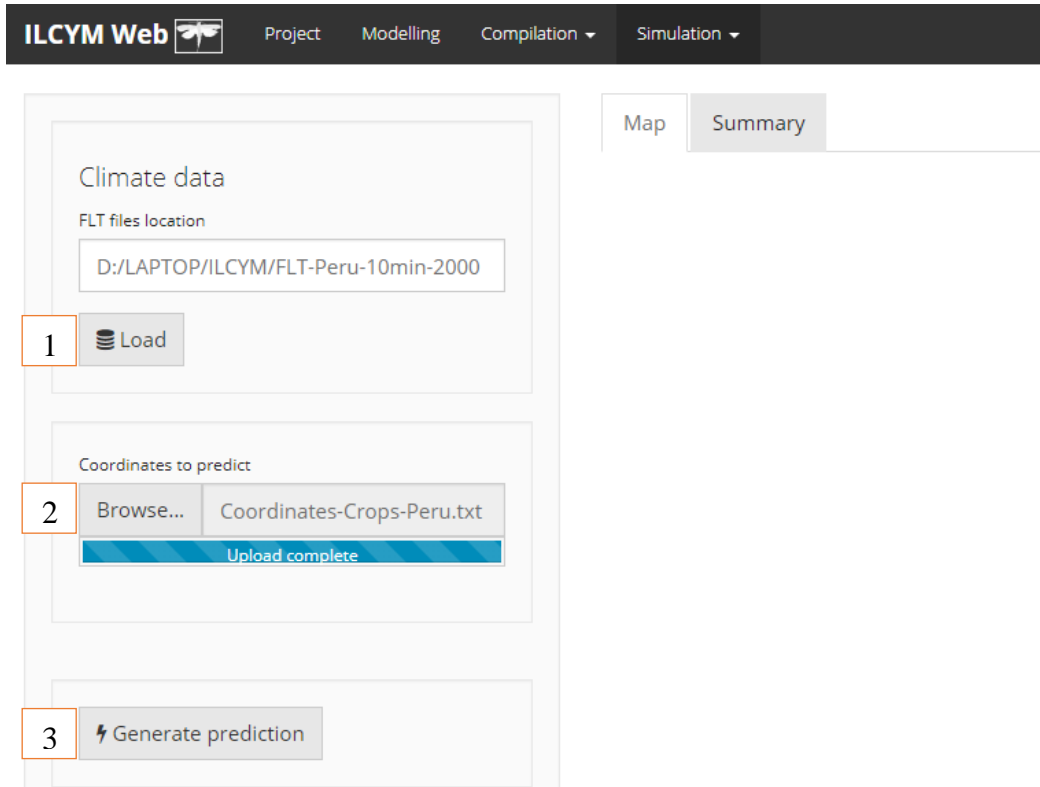 ILCYM Web Project Modelling Compilation Simulation
Map Summary
Climate data
FLT files location
D:/LAPTOP/ILCYM/FLT-Peru-10min-2000
1 Load
Coordinates to predict
2 Browse... Coordinates-Crops-Peru.txt
Upload complete
3 Generate prediction